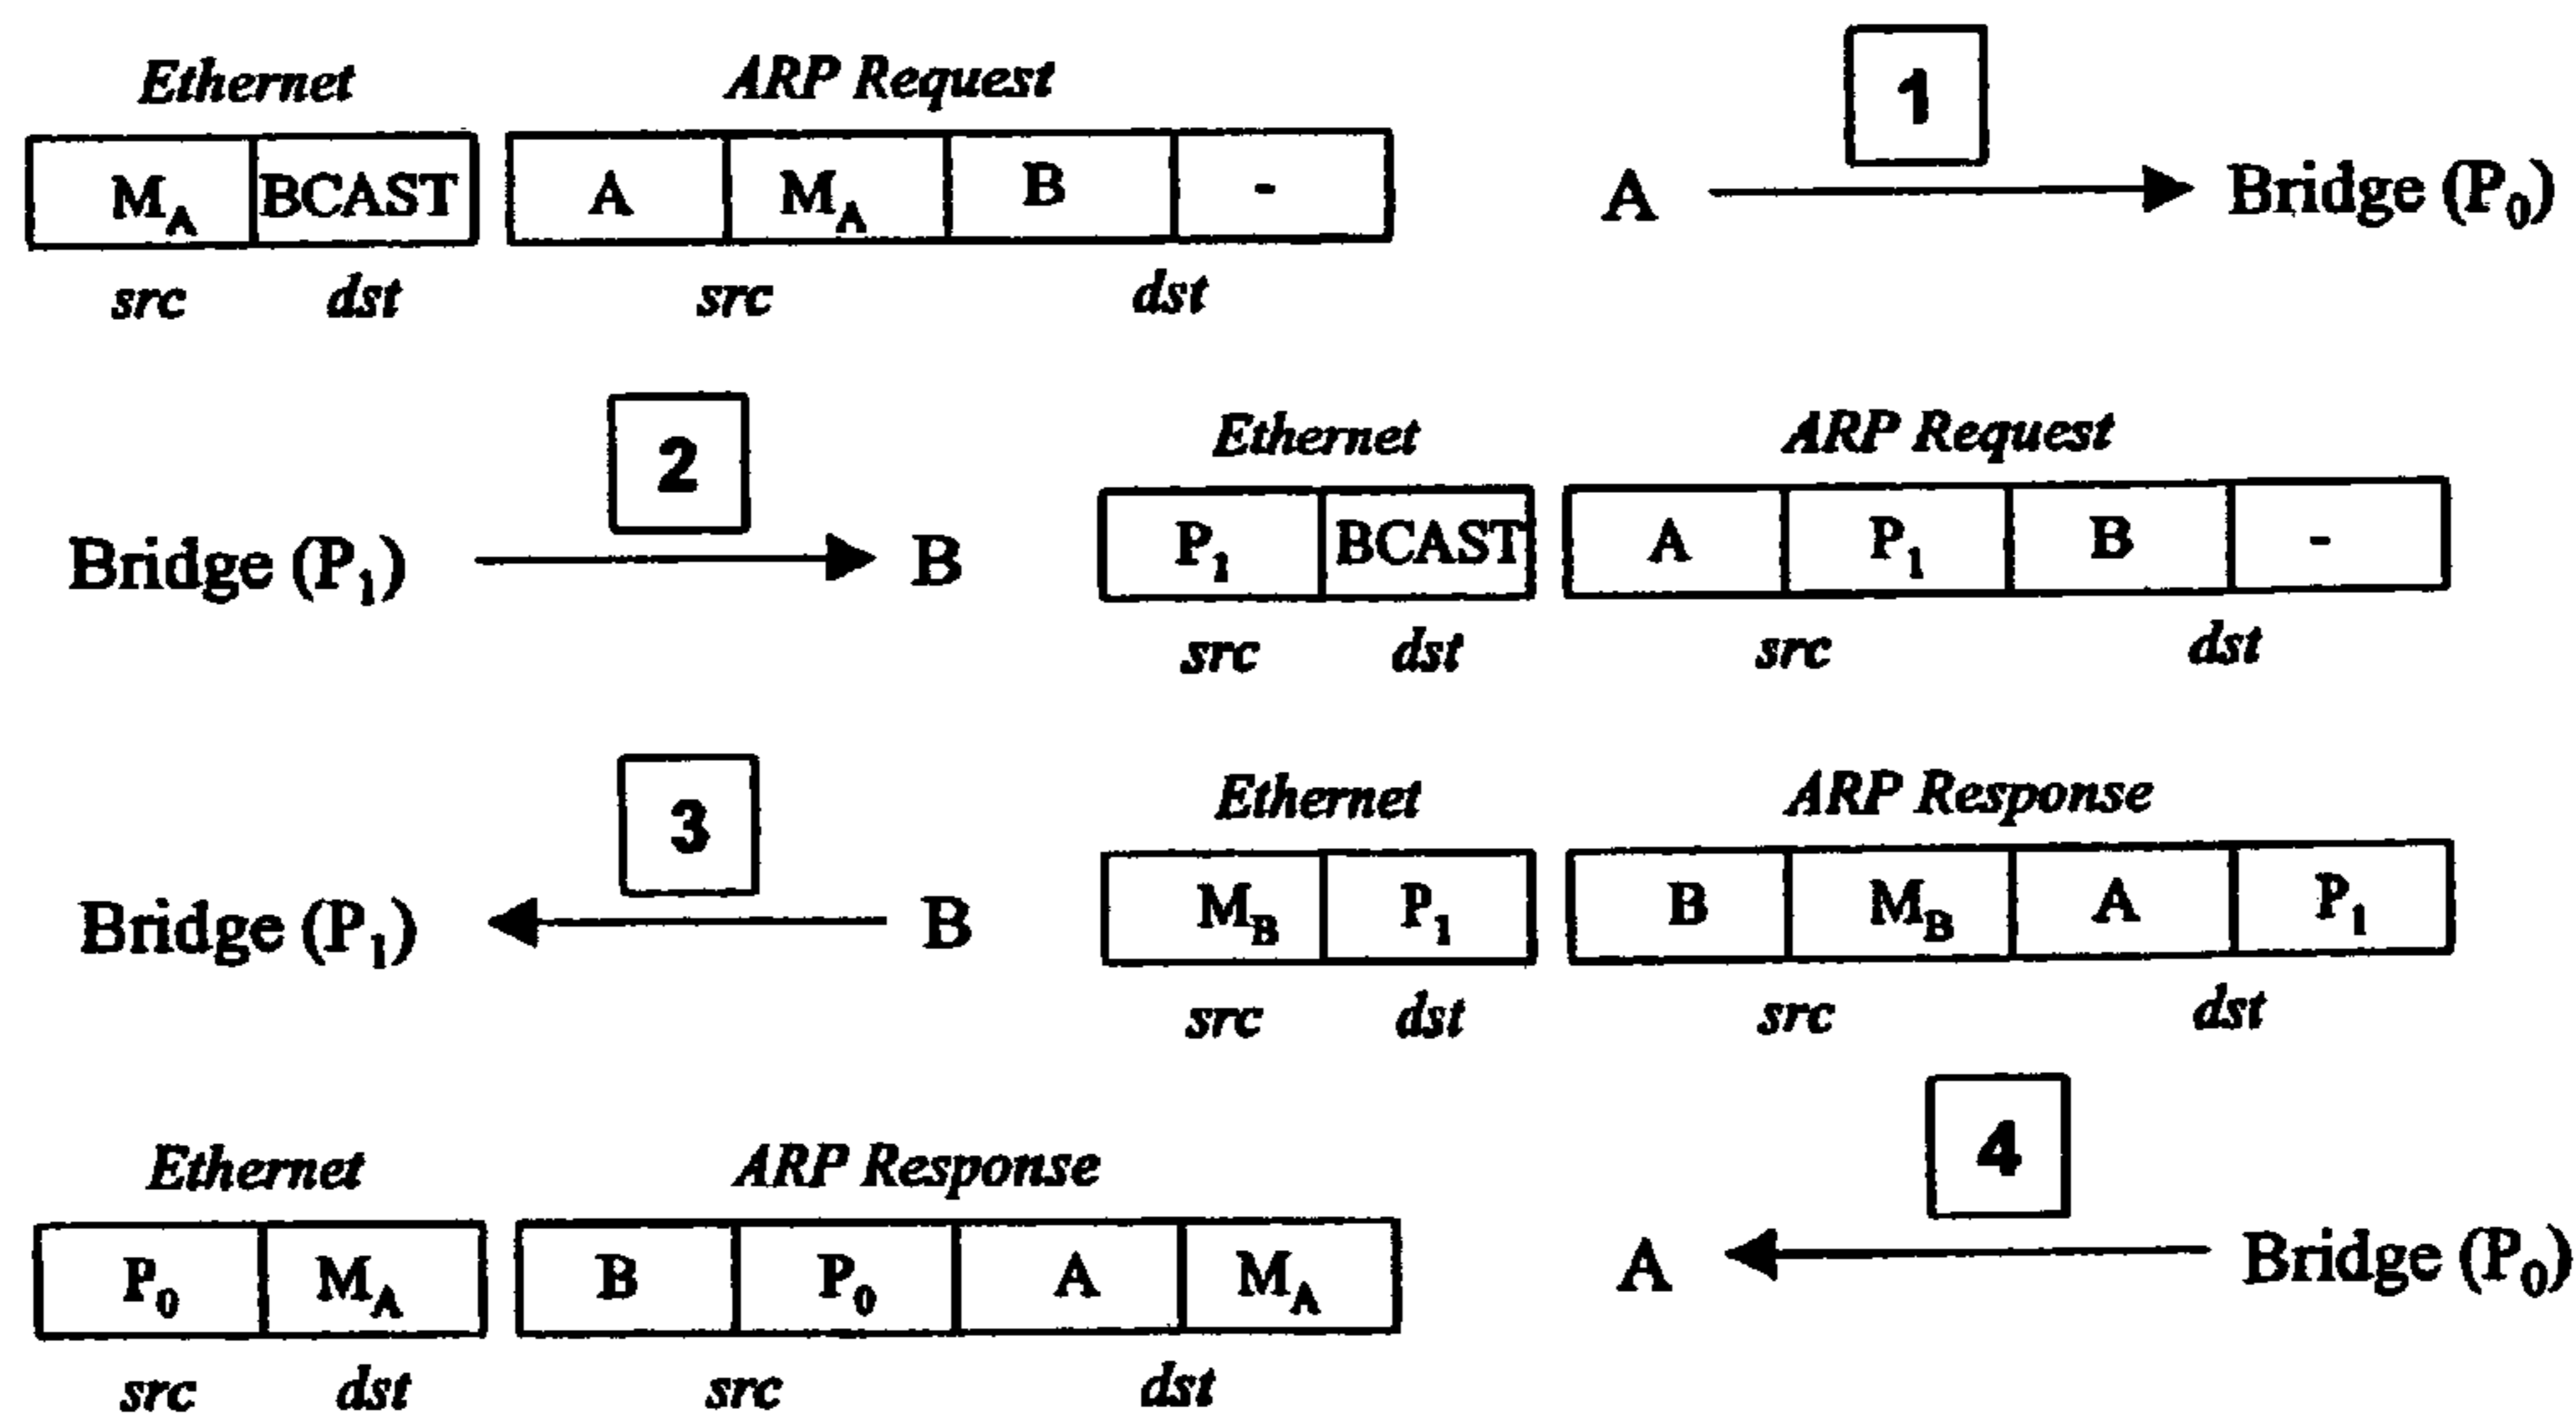 Ethernet ARP Request 1
M_A BCAST A M_A B - A Bridge (P_0)
src dst src dst
2 Ethernet ARP Request
Bridge (P_1) B P_1 BCAST A P_1 B -
src dst src dst
3 Ethernet ARP Response
Bridge (P_1) B M_B P_1 B M_B A P_1
src dst src dst
Ethernet ARP Response 4
P_0 M_A B P_0 A M_A A Bridge (P_0)
src dst src dst